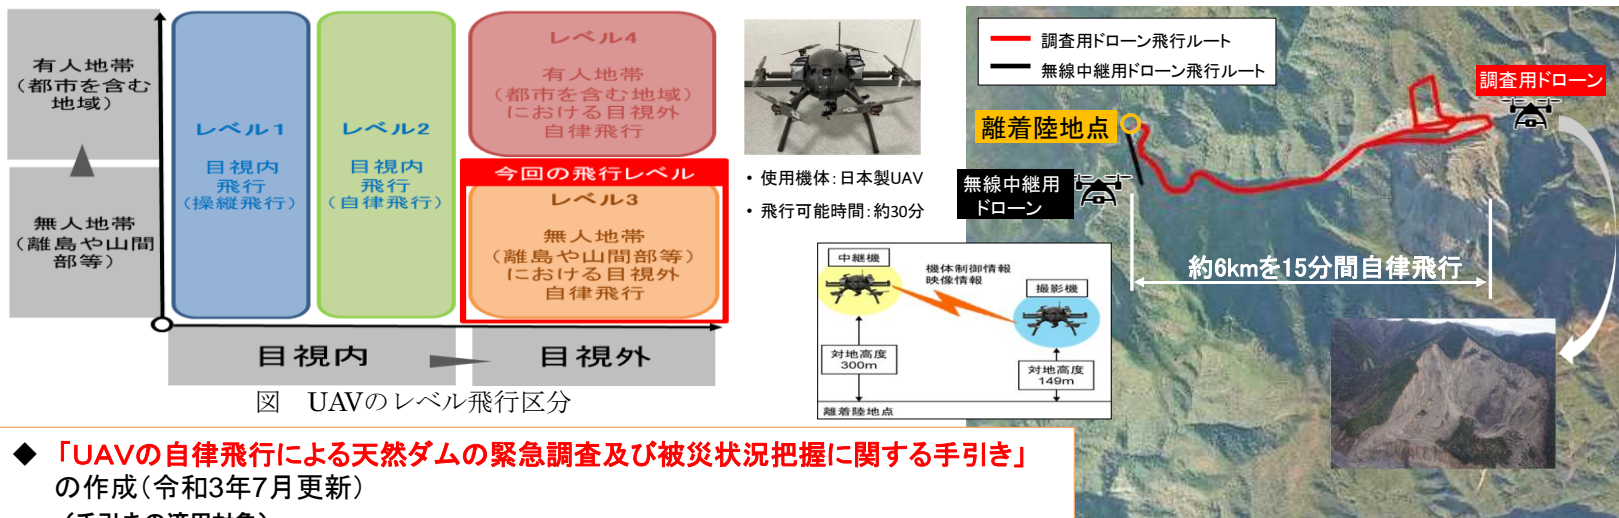 有人地帯
（都市を含む
地域）
無人地帯
（離島や山間
部等）
レベル1
目視内
飛行
（操縦飛行）
レベル2
目視内
飛行
（自律飛行）
レベル4
有人地帯
（都市を含む地域）
における目視外
自律飛行
今回の飛行レベル
レベル3
無人地帯
（離島や山間部等）
における目視外
自律飛行
目視内
目視外
図　UAVのレベル飛行区分
・使用機体：日本製UAV
・飛行可能時間：約30分
調査用ドローン飛行ルート
無線中継用ドローン飛行ルート
離着陸地点
調査用ドローン
無線中継用
ドローン
約6kmを15分間自律飛行
中継機
機体制御情報
映像情報
撮影機
対地高度
300m
対地高度
149m
離着陸地点
◆ 「UAVの自律飛行による天然ダムの緊急調査及び被災状況把握に関する手引き」
の作成（令和3年7月更新）
（手引きの適用対象）